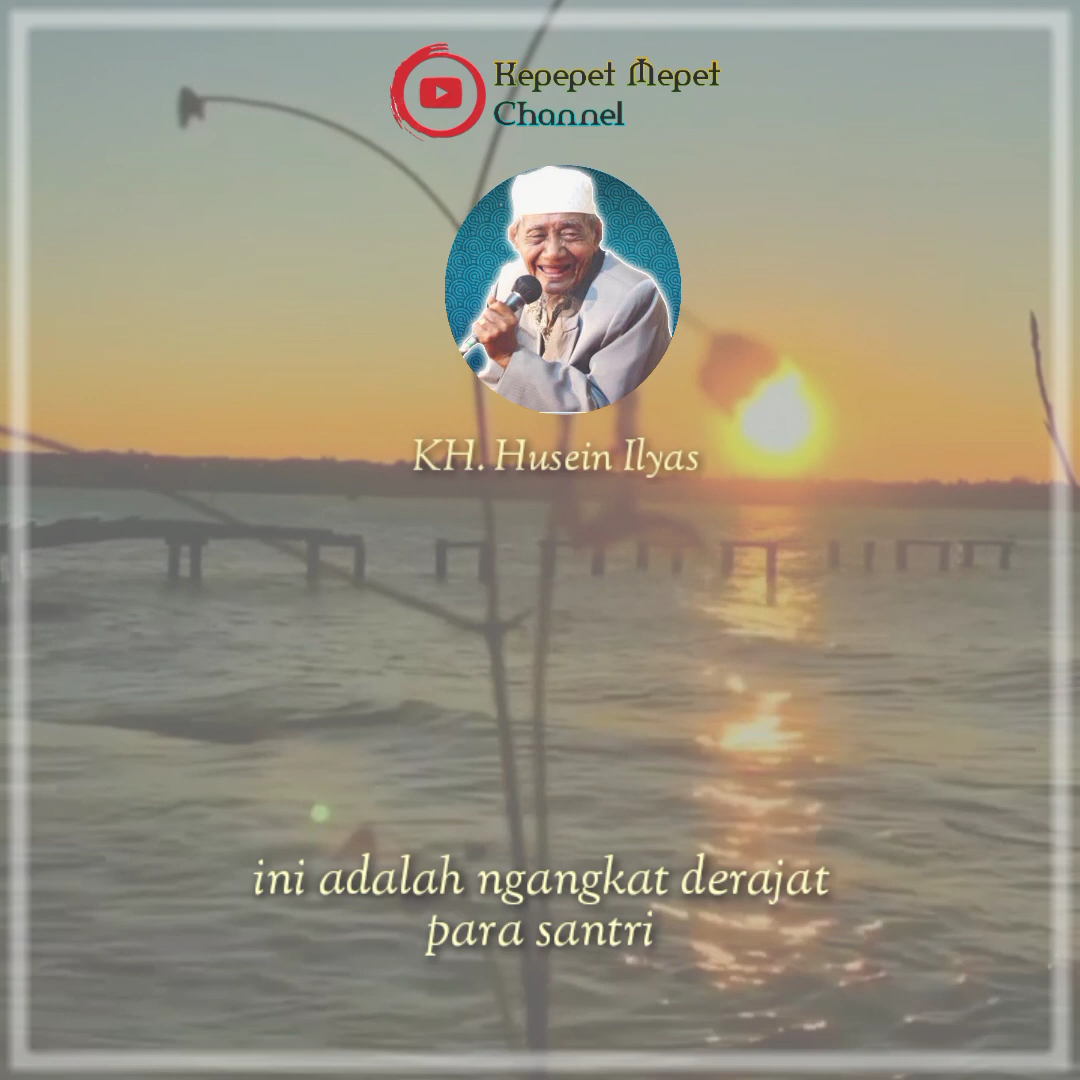 Kepepet Mepet
Channel
KH. Husein Ilyas
ini adalah ngangkat derajat
para santri